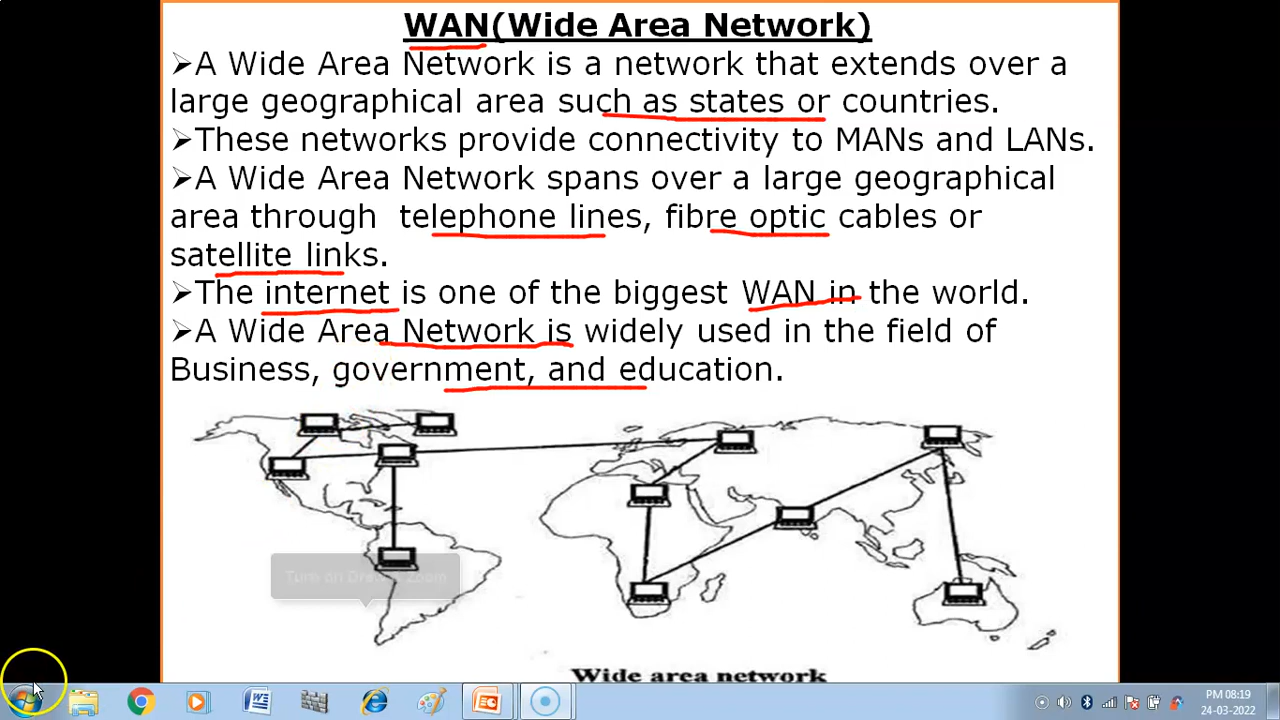 WAN(Wide Area Network)
➢A Wide Area Network is a network that extends over a
large geographical area such as states or countries.
➢These networks provide connectivity to MANs and LANs.
➢A Wide Area Network spans over a large geographical
area through telephone lines, fibre optic cables or
satellite links.
➢The internet is one of the biggest WAN in the world.
➢A Wide Area Network is widely used in the field of
Business, government, and education.
Wide area network
PM 08:19
24-03-2022